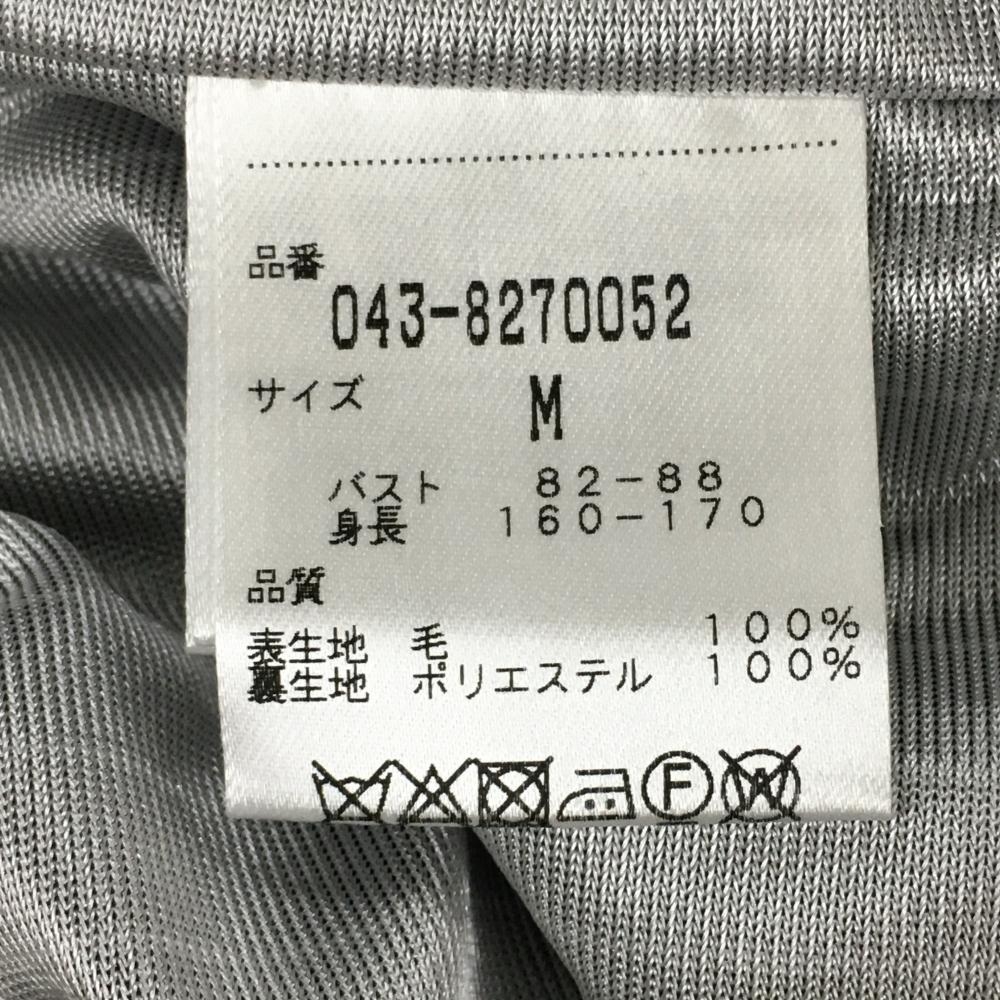 品番
043-8270052
サイズ M
バスト 82-88
身長 160-170
品質
表生地 毛 100%
裏生地 ポリエステル 100%
F W